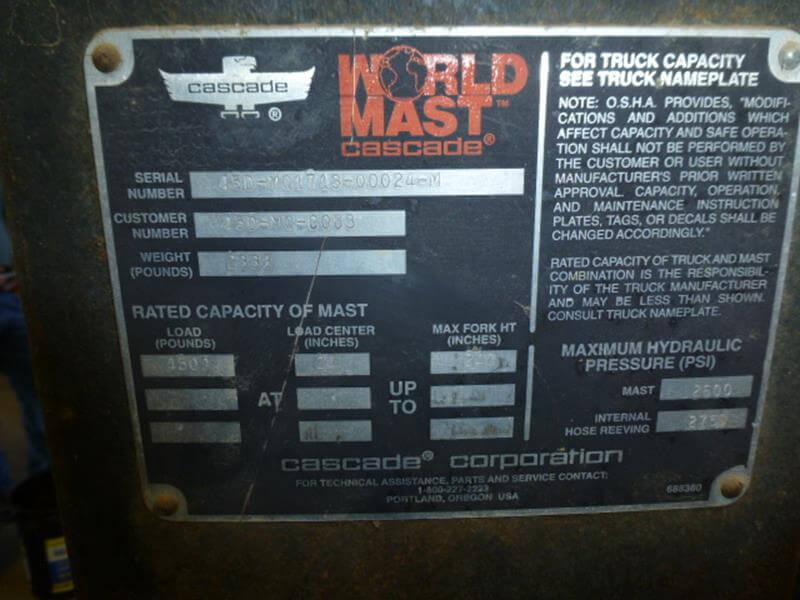 cascade
®
WORLD
MAST™
cascade®
SERIAL
NUMBER
CUSTOMER
NUMBER
WEIGHT
(POUNDS)
RATED CAPACITY OF MAST
LOAD
(POUNDS)
LOAD CENTER
(INCHES)
MAX FORK HT
(INCHES)
AT
UP
TO
FOR TRUCK CAPACITY
SEE TRUCK NAMEPLATE
NOTE: O.S.H.A. PROVIDES, "MODIFI-
CATIONS AND ADDITIONS WHICH
AFFECT CAPACITY AND SAFE OPERA-
TION SHALL NOT BE PERFORMED BY
THE CUSTOMER OR USER WITHOUT
MANUFACTURER'S PRIOR WRITTEN
APPROVAL. CAPACITY, OPERATION,
AND MAINTENANCE INSTRUCTION
PLATES, TAGS, OR DECALS SHALL BE
CHANGED ACCORDINGLY."
RATED CAPACITY OF TRUCK AND MAST
COMBINATION IS THE RESPONSIBIL-
ITY OF THE TRUCK MANUFACTURER
AND MAY BE LESS THAN SHOWN.
CONSULT TRUCK NAMEPLATE.
MAXIMUM HYDRAULIC
PRESSURE (PSI)
MAST 2600
INTERNAL
HOSE REEVING 2750
cascade® corporation
FOR TECHNICAL ASSISTANCE, PARTS AND SERVICE CONTACT:
1-800-227-2233
PORTLAND, OREGON USA